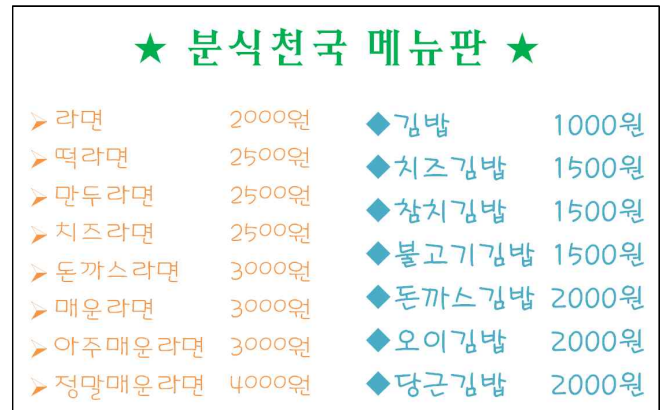 ★ 분식천국 메뉴판 ★
➢ 라면 2000원
➢ 떡라면 2500원
➢ 만두라면 2500원
➢ 치즈라면 2500원
➢ 돈까스라면 3000원
➢ 매운라면 3000원
➢ 아주매운라면 3000원
➢ 정말매운라면 4000원
◆김밥 1000원
◆치즈김밥 1500원
◆참치김밥 1500원
◆불고기김밥 1500원
◆돈까스김밥 2000원
◆오이김밥 2000원
◆당근김밥 2000원